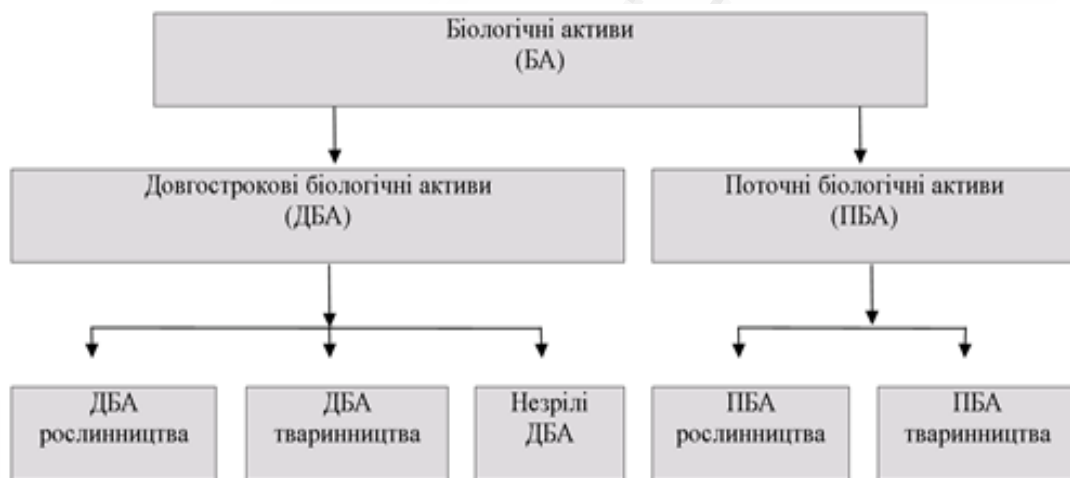 Біологічні активи
(БА)
Довгострокові біологічні активи
(ДБА)
Поточні біологічні активи
(ПБА)
ДБА
рослинництва
ДБА
тваринництва
Незрілі
ДБА
ПБА
рослинництва
ПБА
тваринництва